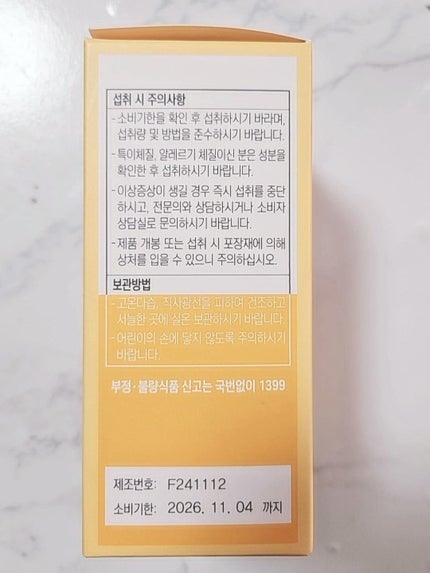 섭취 시 주의사항
-소비기한을 확인 후 섭취하시기 바라며,
섭취량 및 방법을 준수하시기 바랍니다.
-특이체질, 알레르기 체질이신 분은 성분을
확인한 후 섭취하시기 바랍니다.
-이상증상이 생길 경우 즉시 섭취를 중단
하시고, 전문의와 상담하시거나 소비자
상담실로 문의하시기 바랍니다.
-제품 개봉 또는 섭취 시 포장재에 의해
상처를 입을 수 있으니 주의하십시오.
보관방법
-고온다습, 직사광선을 피하여 건조하고
서늘한 곳에 실온 보관하시기 바랍니다.
-어린이의 손에 닿지 않도록 주의하시기
바랍니다.
부정·불량식품 신고는 국번없이 1399
제조번호: F241112
소비기한: 2026. 11. 04 까지